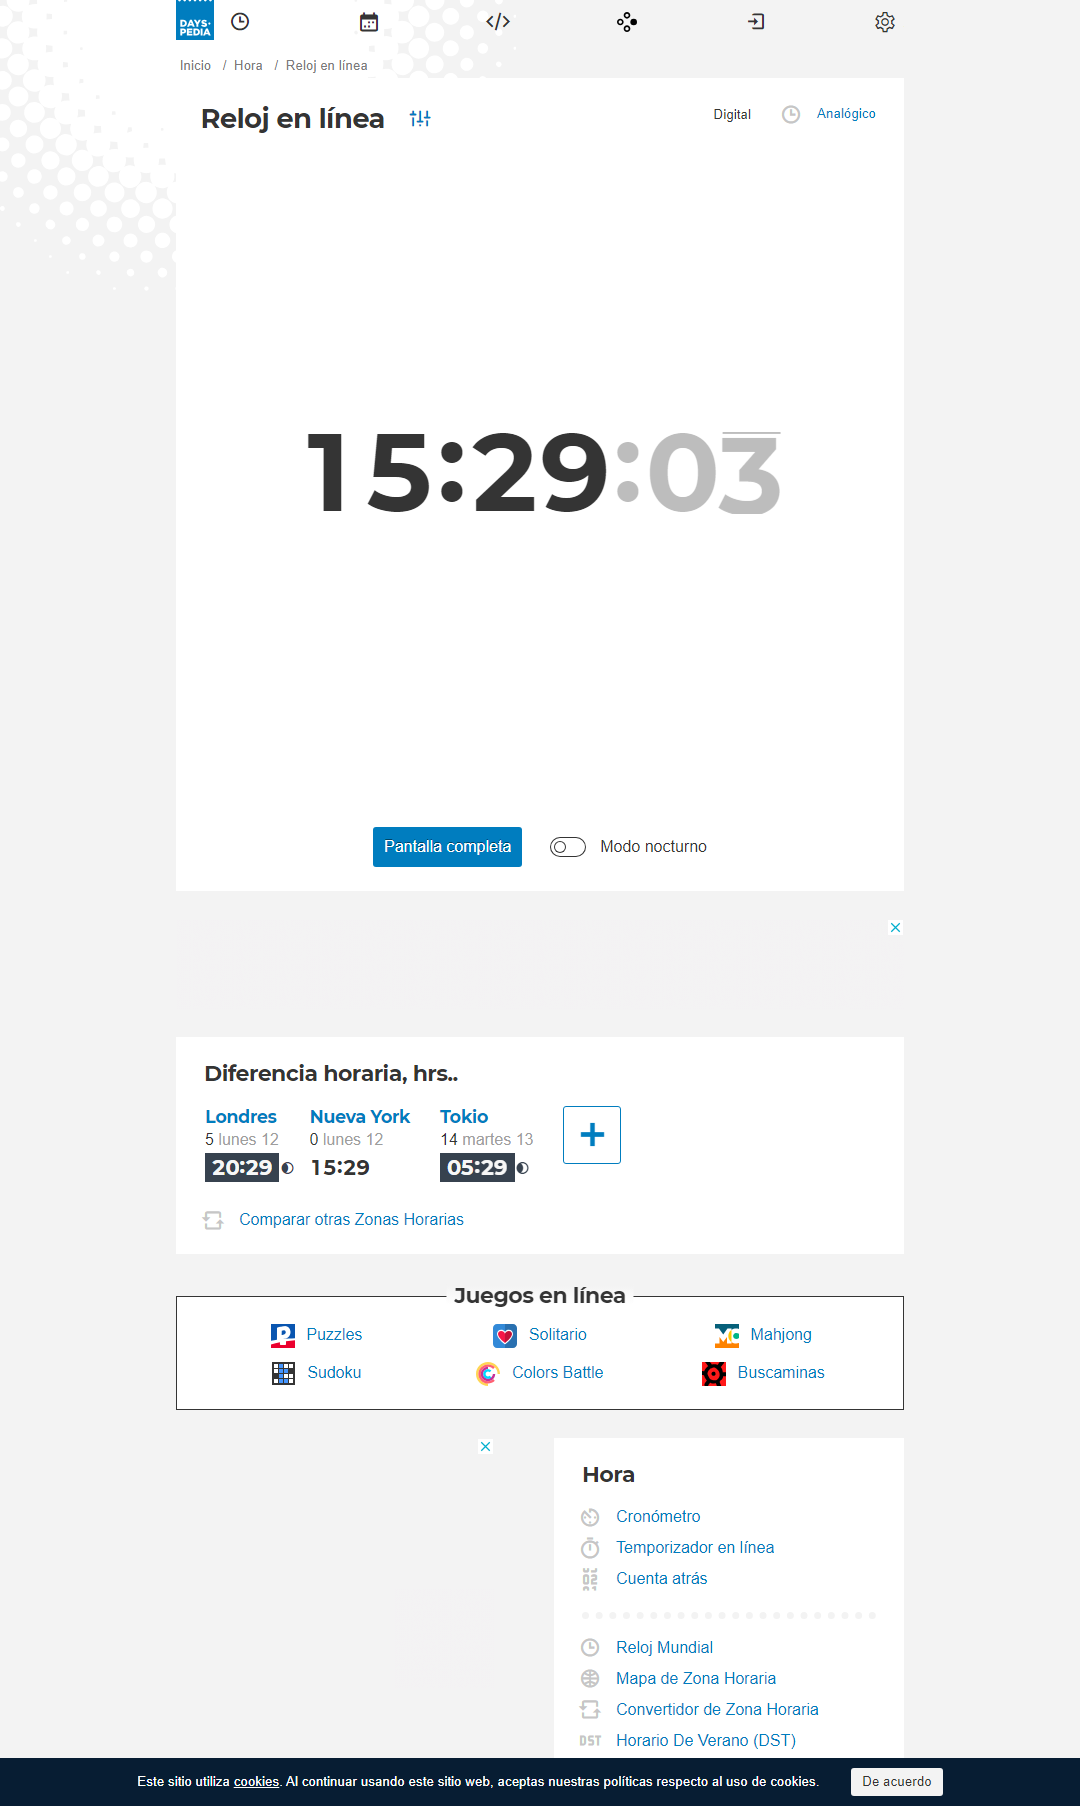 DAYS•
PEDIA
Inicio / Hora / Reloj en línea
Reloj en línea
Digital
Analógico
15:29:03
Pantalla completa
Modo nocturno
Diferencia horaria, hrs..
Londres
5 lunes 12
20:29
Nueva York
0 lunes 12
15:29
Tokio
14 martes 13
05:29
Comparar otras Zonas Horarias
Juegos en línea
Puzzles
Solitario
Mahjong
Sudoku
Colors Battle
Buscaminas
Hora
Cronómetro
Temporizador en línea
Cuenta atrás
Reloj Mundial
Mapa de Zona Horaria
Convertidor de Zona Horaria
DST Horario De Verano (DST)
Este sitio utiliza cookies. Al continuar usando este sitio web, aceptas nuestras políticas respecto al uso de cookies.
De acuerdo